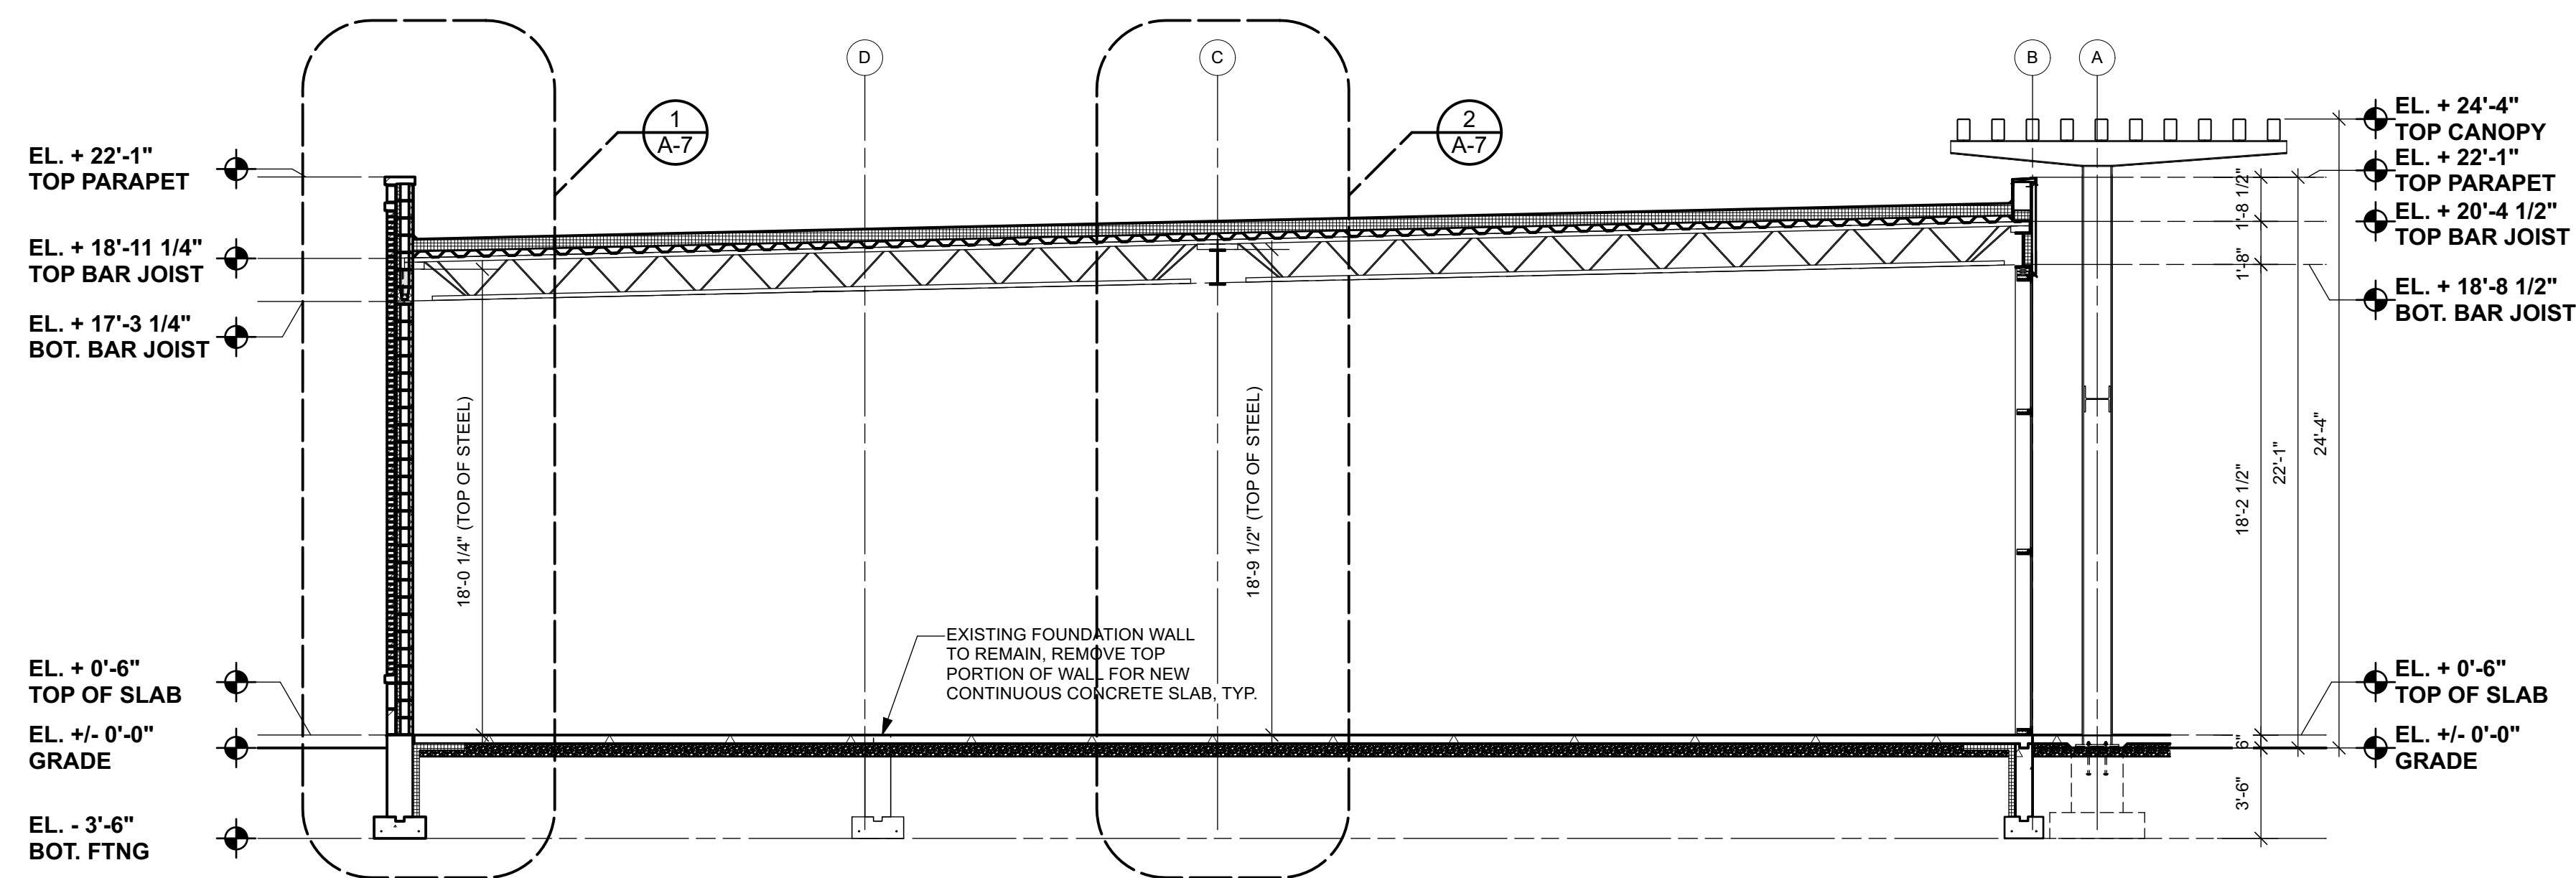 D
C
B
A
1
A-7
2
A-7
EL. + 22'-1"
TOP PARAPET
EL. + 18'-11 1/4"
TOP BAR JOIST
EL. + 17'-3 1/4"
BOT. BAR JOIST
EL. + 0'-6"
TOP OF SLAB
EL. +/- 0'-0"
GRADE
EL. - 3'-6"
BOT. FTNG
18'-0 1/4" (TOP OF STEEL)
18'-9 1/2" (TOP OF STEEL)
EXISTING FOUNDATION WALL
TO REMAIN, REMOVE TOP
PORTION OF WALL FOR NEW
CONTINUOUS CONCRETE SLAB, TYP.
1'-8 1/2"
1'-8"
18'-2 1/2"
6"
3'-6"
22'-1"
24'-4"
EL. + 24'-4"
TOP CANOPY
EL. + 22'-1"
TOP PARAPET
EL. + 20'-4 1/2"
TOP BAR JOIST
EL. + 18'-8 1/2"
BOT. BAR JOIST
EL. + 0'-6"
TOP OF SLAB
EL. +/- 0'-0"
GRADE